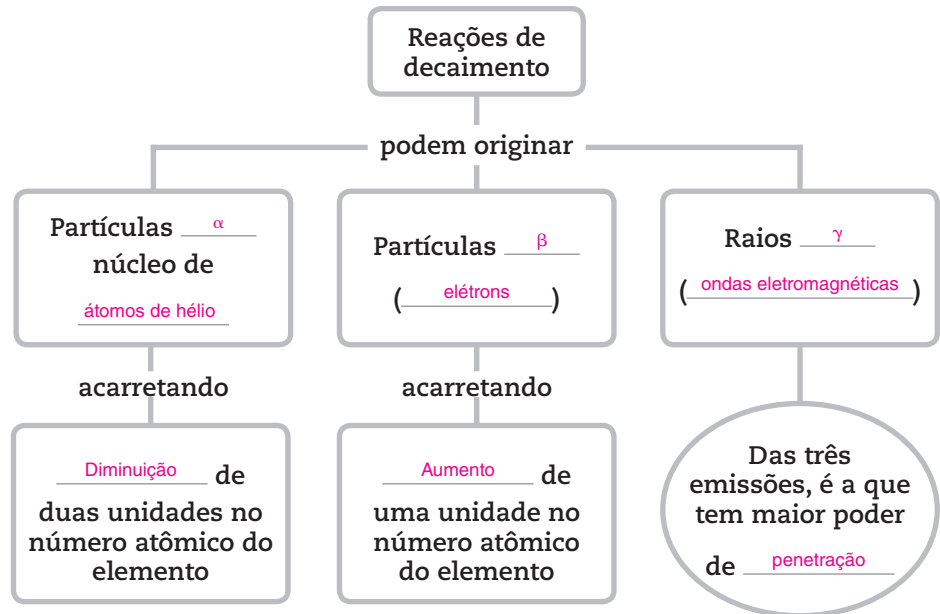 Reações de
decaimento
podem originar
Partículas α
núcleo de
átomos de hélio
acarretando
Diminuição de
duas unidades no
número atômico do
elemento
Partículas β
(elétrons)
acarretando
Aumento de
uma unidade no
número atômico
do elemento
Raios γ
(ondas eletromagnéticas)
Das três
emissões, é a que
tem maior poder
de penetração